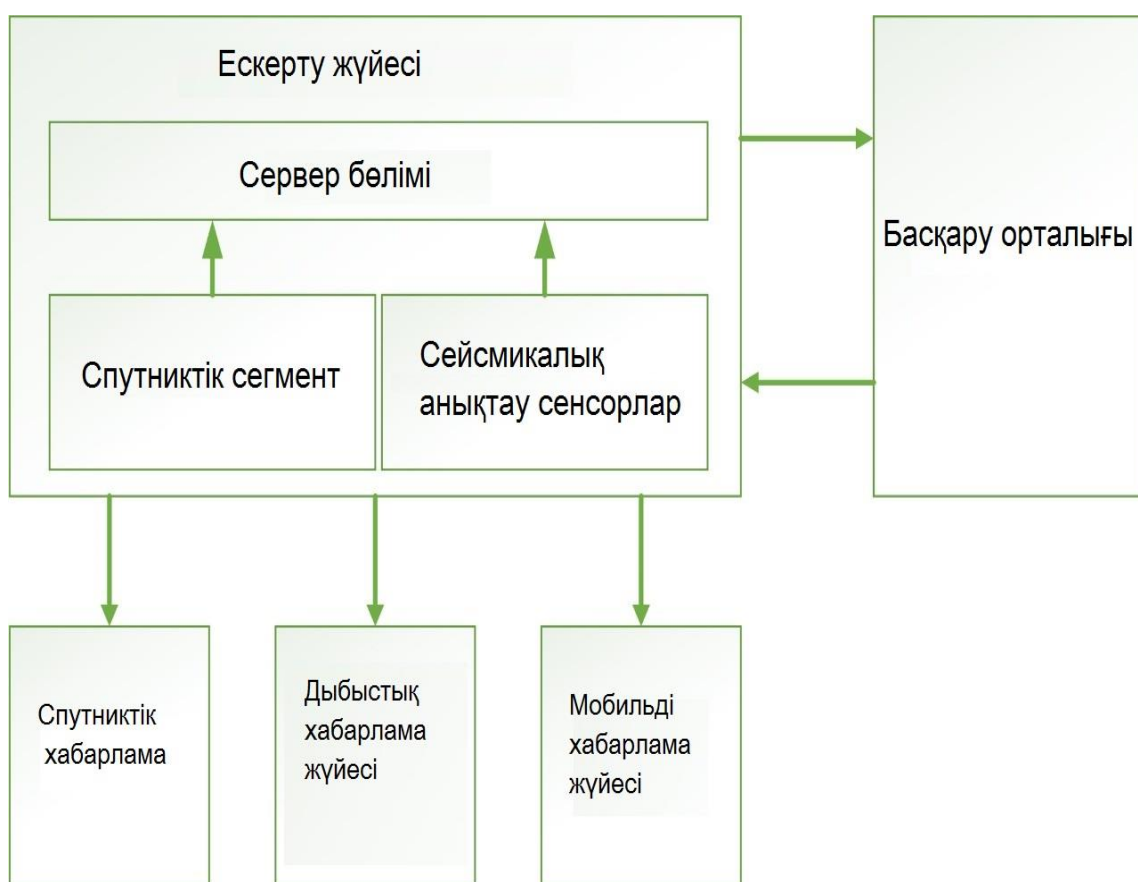 Ескерту жүйесі
Сервер бөлімі
Басқару орталығы
Спутниктік сегмент
Сейсмикалық
анықтау сенсорлар
Спутниктік
хабарлама
Дыбыстық
хабарлама
жүйесі
Мобильді
хабарлама
жүйесі